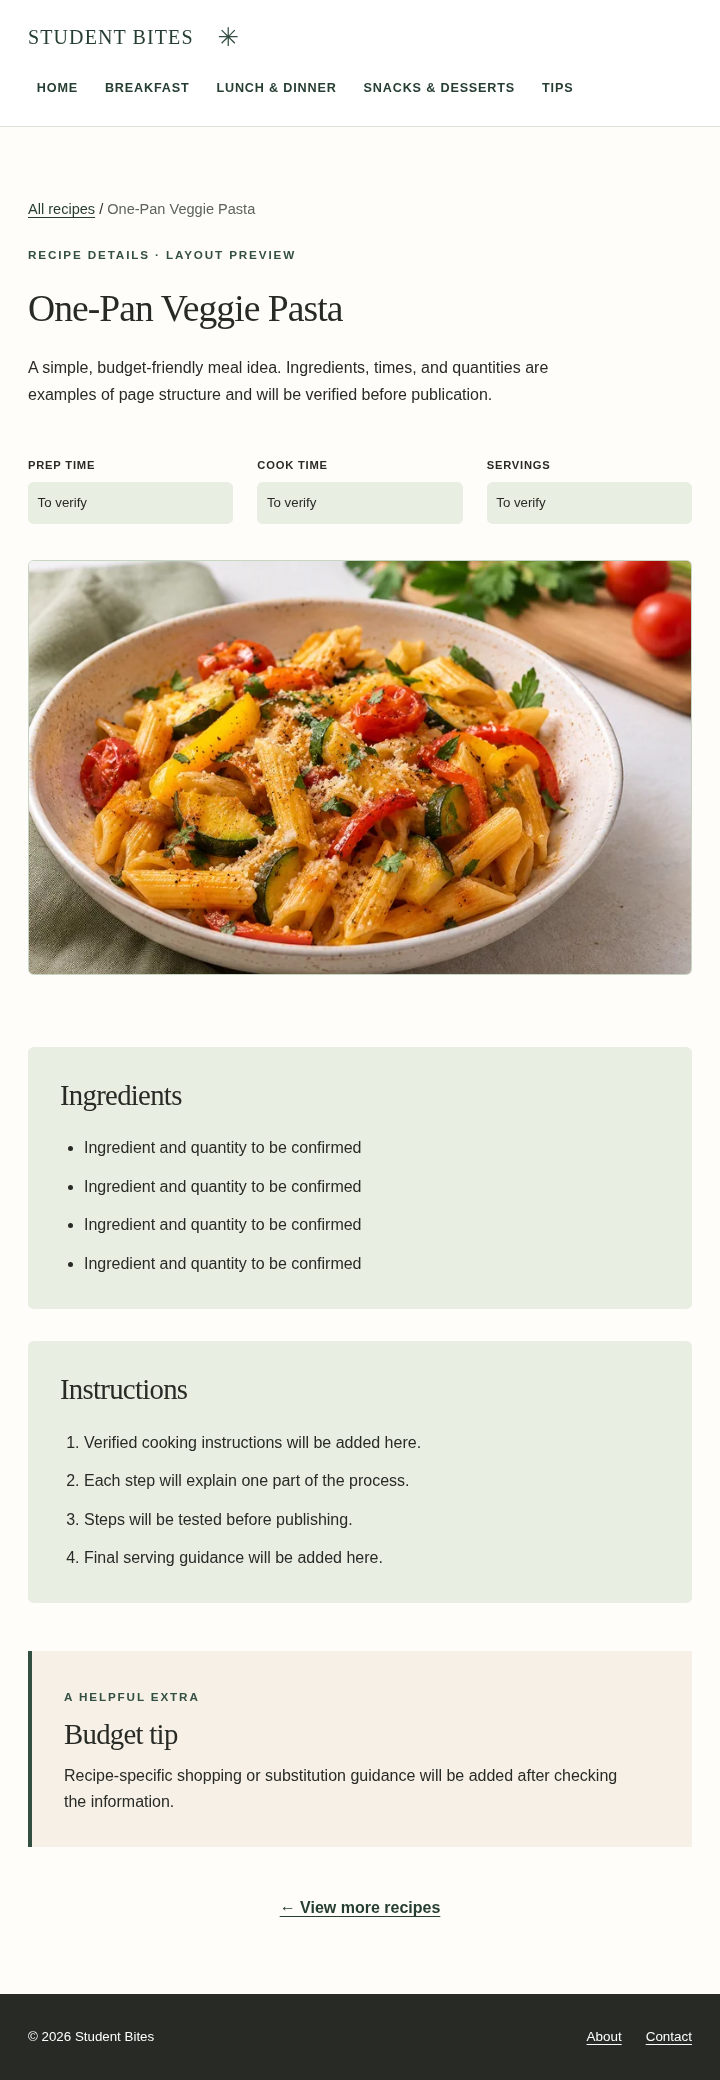 STUDENT BITES ✳
HOME BREAKFAST LUNCH & DINNER SNACKS & DESSERTS TIPS
All recipes / One-Pan Veggie Pasta
RECIPE DETAILS · LAYOUT PREVIEW
One-Pan Veggie Pasta
A simple, budget-friendly meal idea. Ingredients, times, and quantities are
examples of page structure and will be verified before publication.
PREP TIME COOK TIME SERVINGS
To verify To verify To verify
Ingredients
• Ingredient and quantity to be confirmed
• Ingredient and quantity to be confirmed
• Ingredient and quantity to be confirmed
• Ingredient and quantity to be confirmed
Instructions
1. Verified cooking instructions will be added here.
2. Each step will explain one part of the process.
3. Steps will be tested before publishing.
4. Final serving guidance will be added here.
A HELPFUL EXTRA
Budget tip
Recipe-specific shopping or substitution guidance will be added after checking
the information.
← View more recipes
© 2026 Student Bites About Contact